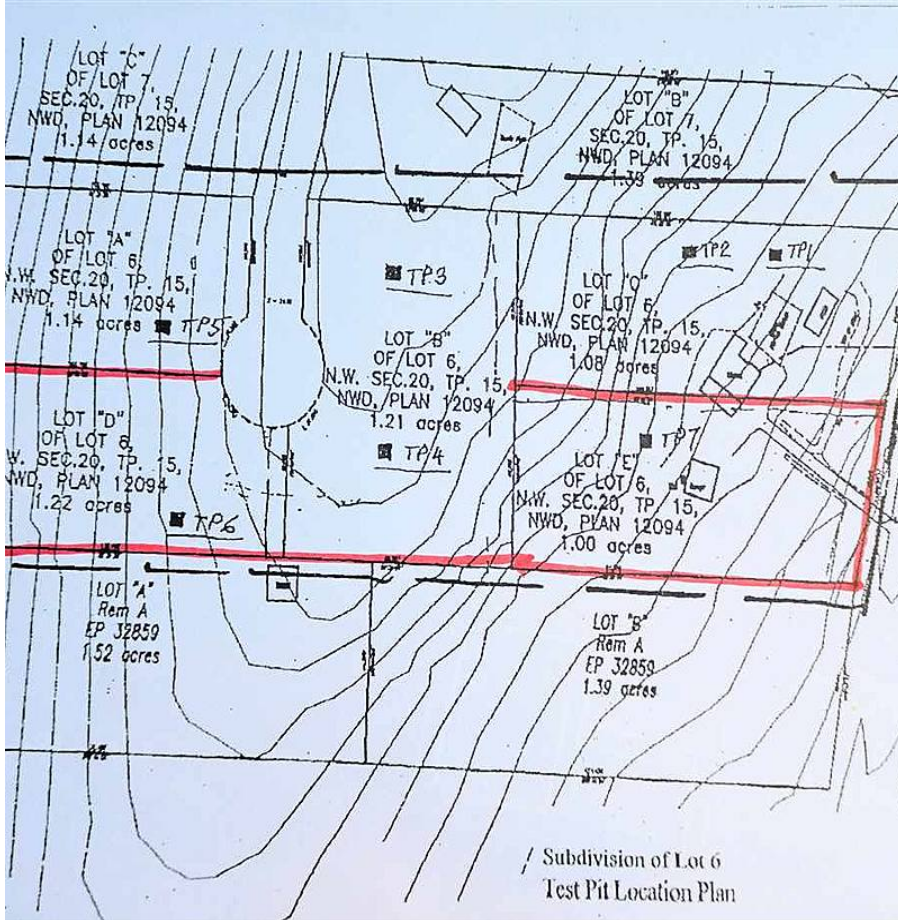 LOT "C"
OF LOT 7,
SEC.20, TP. 15,
NWD, PLAN 12094
1.14 acres
LOT "B"
OF LOT 7,
SEC.20, TP. 15,
NWD, PLAN 12094
1.39 acres
LOT "A"
OF LOT 6,
N.W. SEC.20, TP. 15,
NWD, PLAN 12094
1.14 acres
TP5
TP3
LOT "B"
OF LOT 6,
N.W. SEC.20, TP. 15,
NWD, PLAN 12094
1.21 acres
TP4
TP2
TP1
LOT "C"
OF LOT 6,
N.W. SEC.20, TP. 15,
NWD, PLAN 12094
1.08 acres
LOT "D"
OF LOT 6,
W. SEC.20, TP. 15,
NWD, PLAN 12094
1.22 acres
TP6
TP7
LOT "E"
OF LOT 6,
N.W. SEC.20, TP. 15,
NWD, PLAN 12094
1.00 acres
LOT "A"
Rem A
EP 32859
1.52 acres
LOT "B"
Rem A
EP 32859
1.39 acres
Subdivision of Lot 6
Test Pit Location Plan